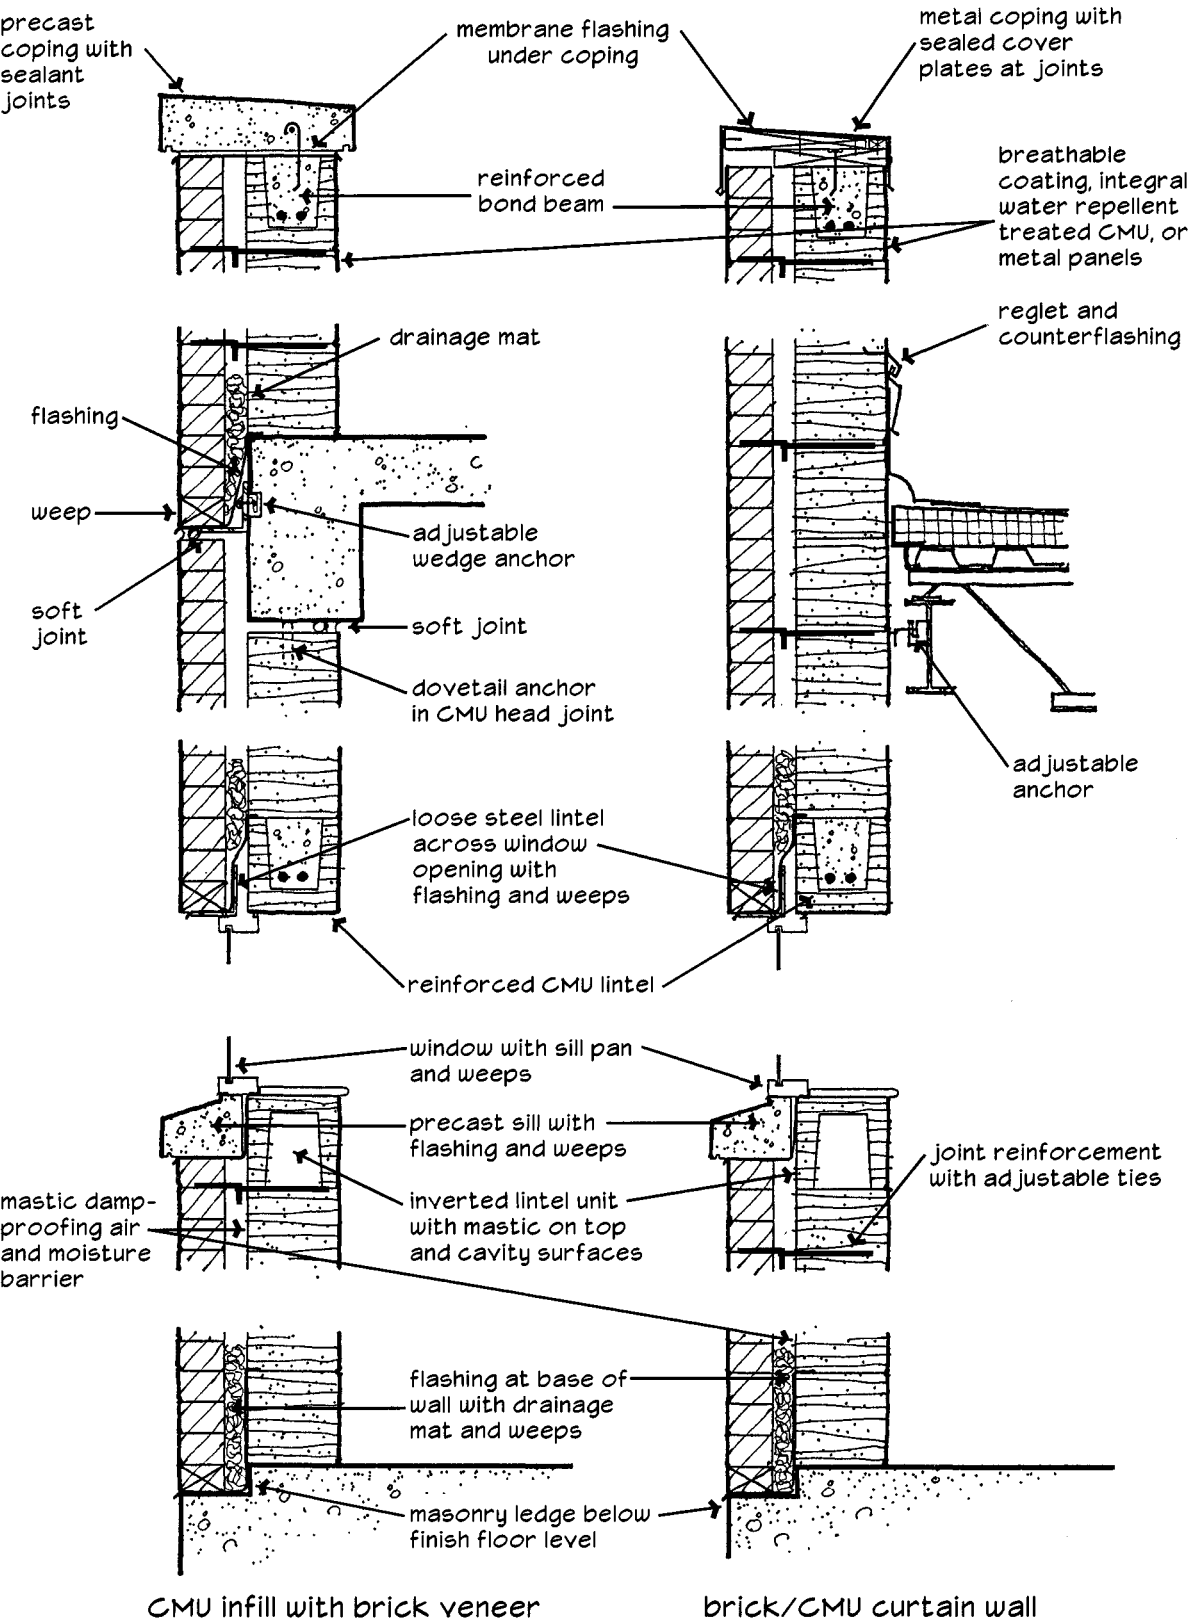 precast
coping with
sealant
joints
membrane flashing
under coping
metal coping with
sealed cover
plates at joints
reinforced
bond beam
breathable
coating, integral
water repellent
treated CMU, or
metal panels
drainage mat
reglet and
counterflashing
flashing
weep
adjustable
wedge anchor
soft
joint
soft joint
dovetail anchor
in CMU head joint
adjustable
anchor
loose steel lintel
across window
opening with
flashing and weeps
reinforced CMU lintel
window with sill pan
and weeps
precast sill with
flashing and weeps
joint reinforcement
with adjustable ties
mastic damp-
proofing air
and moisture
barrier
inverted lintel unit
with mastic on top
and cavity surfaces
flashing at base of
wall with drainage
mat and weeps
masonry ledge below
finish floor level
CMU infill with brick veneer
brick/CMU curtain wall